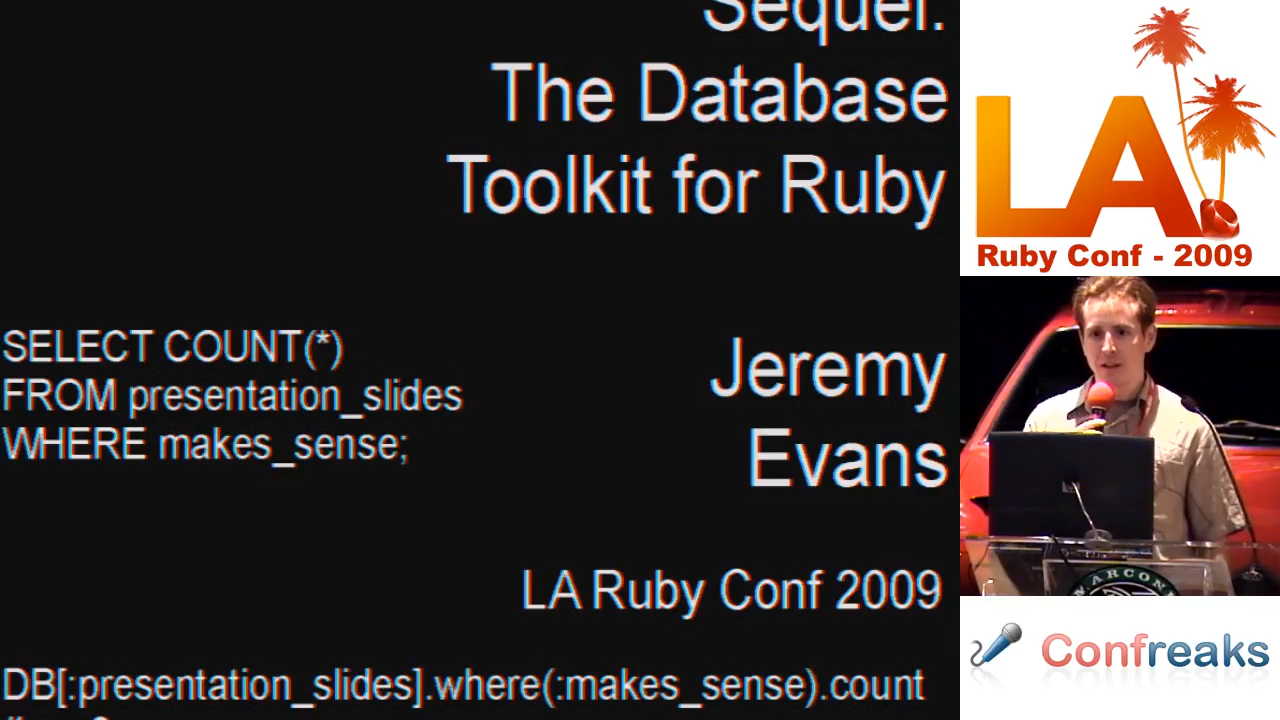 Sequel:
The Database
Toolkit for Ruby
SELECT COUNT(*)
FROM presentation_slides
WHERE makes_sense;
Jeremy
Evans
LA Ruby Conf 2009
DB[:presentation_slides].where(:makes_sense).count
LA
Ruby Conf - 2009
Confreaks